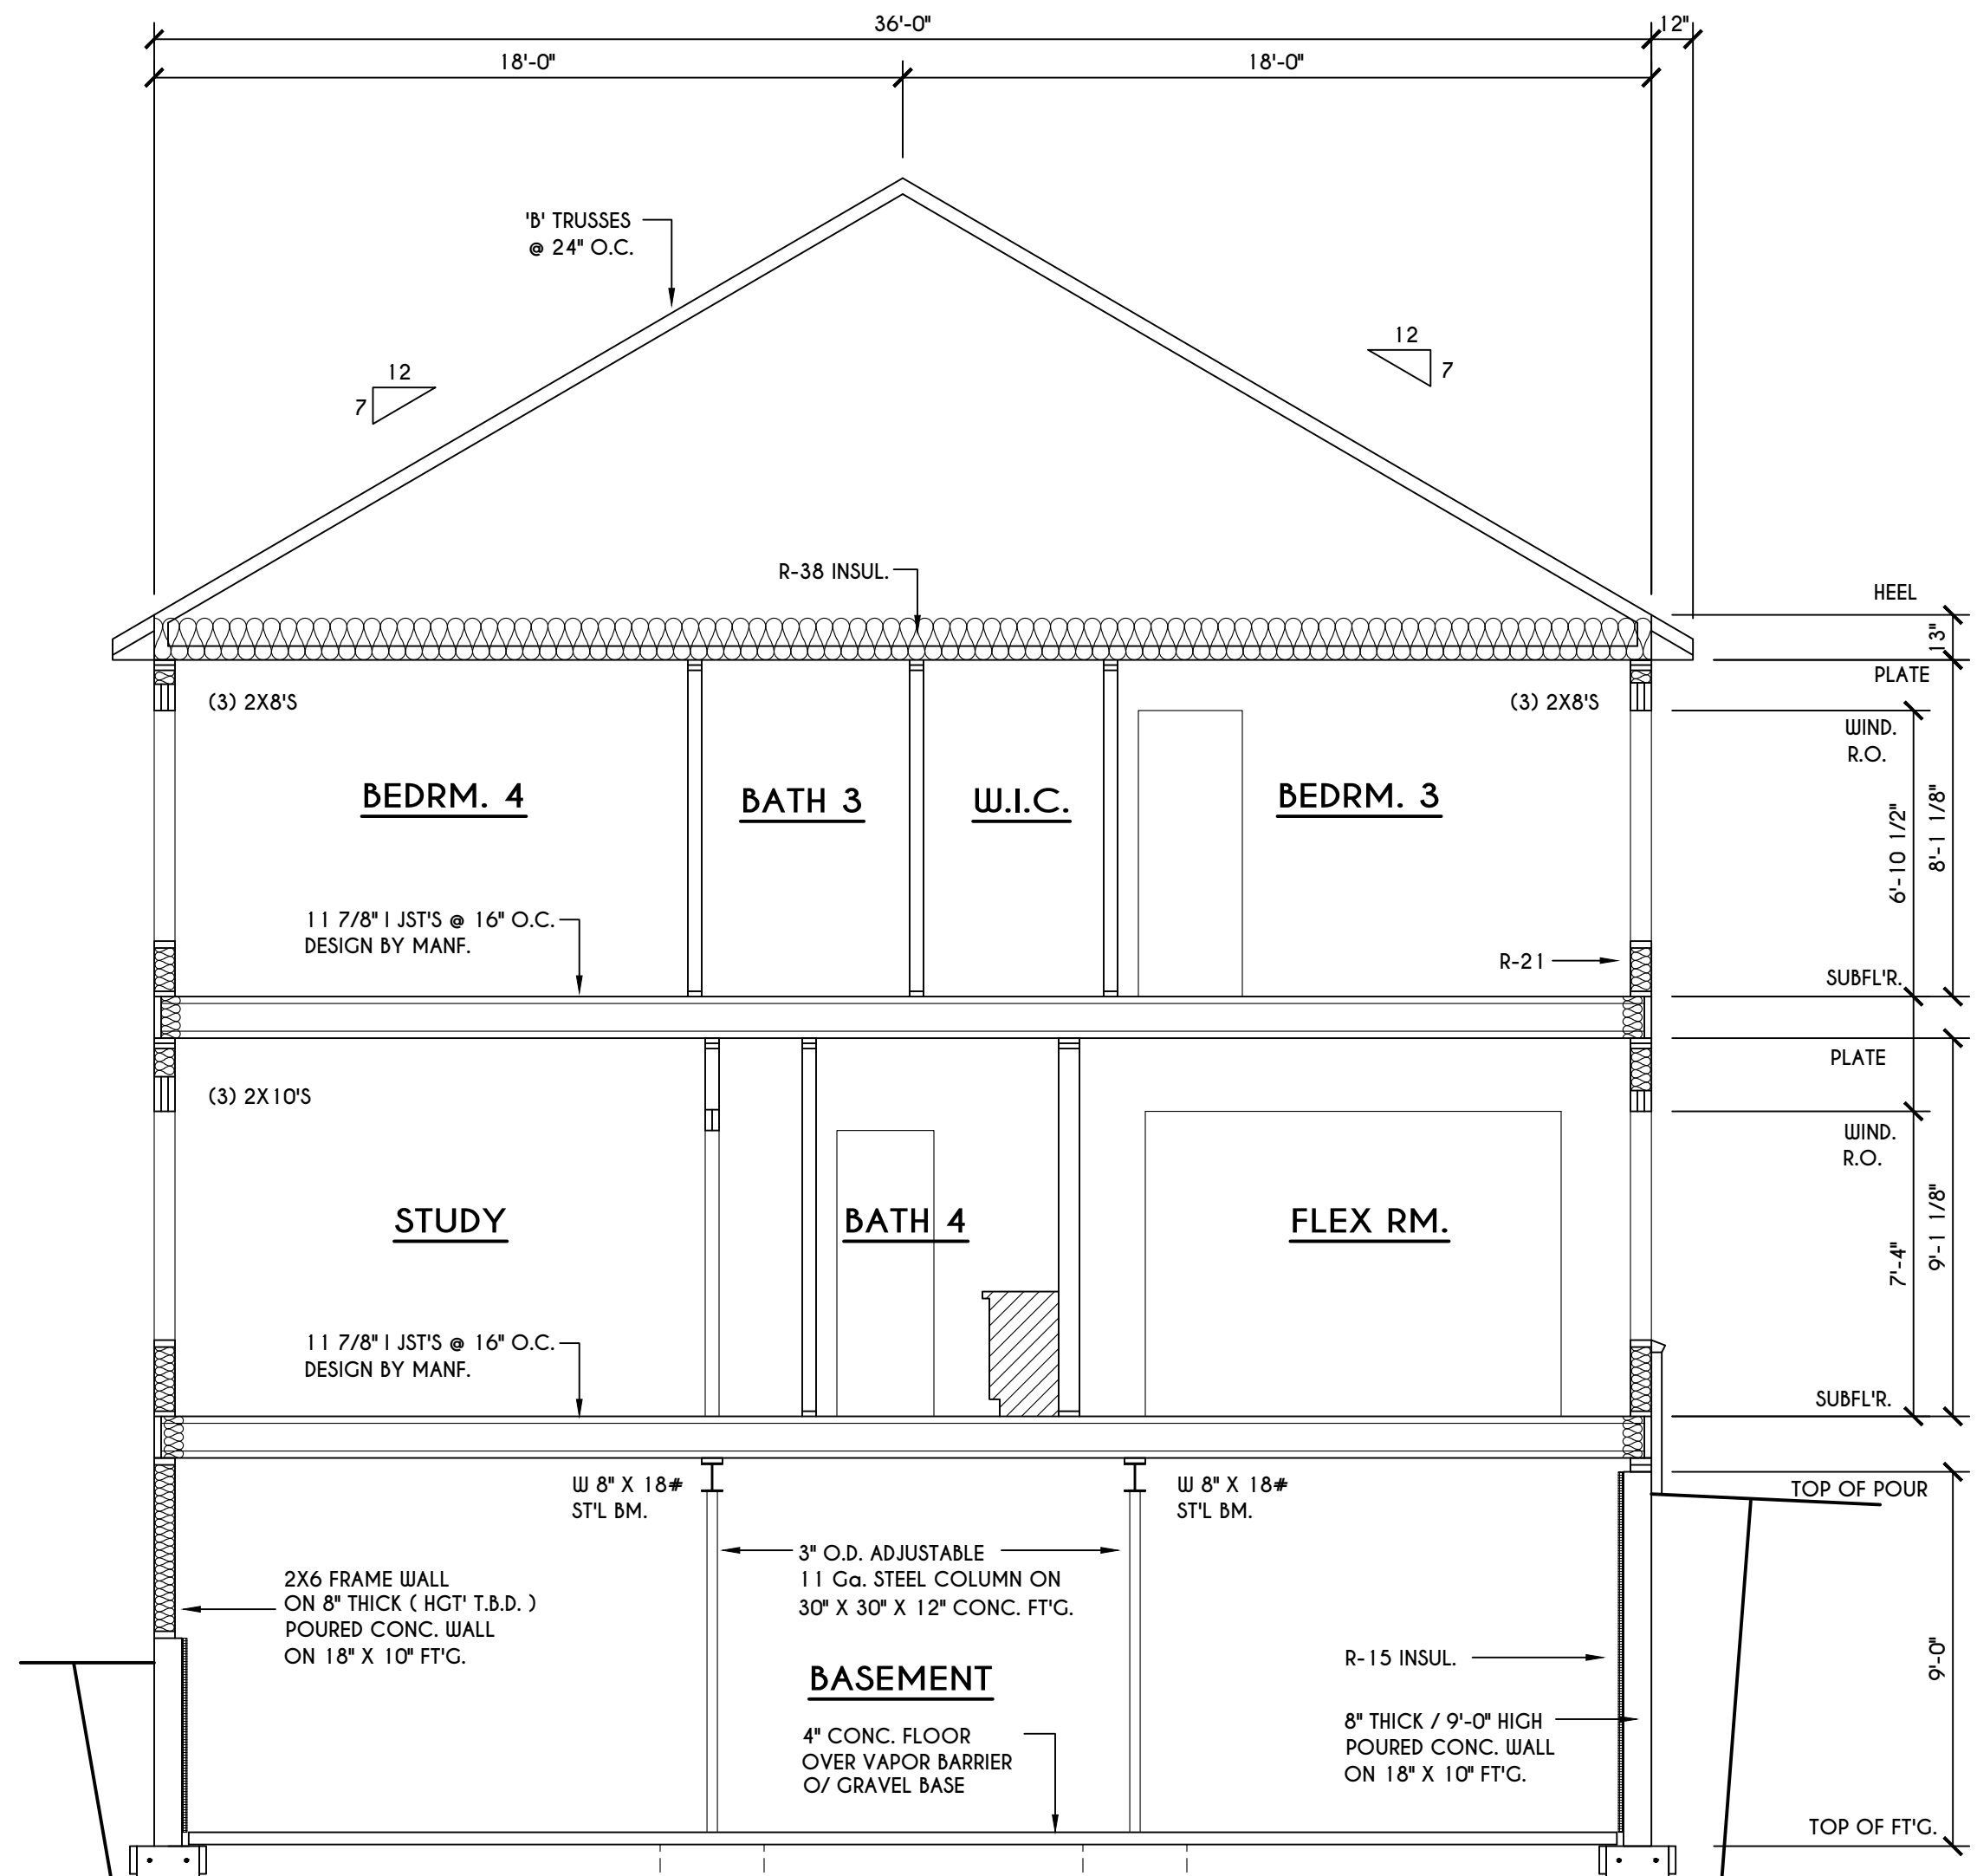 36'-0"
12"
18'-0"
18'-0"
'B' TRUSSES
@ 24" O.C.
12
7
12
7
R-38 INSUL.
HEEL
13"
PLATE
(3) 2X8'S
(3) 2X8'S
WIND.
R.O.
BEDRM. 4
BATH 3
W.I.C.
BEDRM. 3
6'-10 1/2"
8'-1 1/8"
11 7/8" I JST'S @ 16" O.C.
DESIGN BY MANF.
R-21
SUBFL'R.
PLATE
(3) 2X10'S
WIND.
R.O.
STUDY
BATH 4
FLEX RM.
7'-4"
9'-1 1/8"
11 7/8" I JST'S @ 16" O.C.
DESIGN BY MANF.
SUBFL'R.
W 8" X 18#
ST'L BM.
W 8" X 18#
ST'L BM.
TOP OF POUR
3" O.D. ADJUSTABLE
11 Ga. STEEL COLUMN ON
30" X 30" X 12" CONC. FT'G.
2X6 FRAME WALL
ON 8" THICK ( HGT' T.B.D. )
POURED CONC. WALL
ON 18" X 10" FT'G.
BASEMENT
R-15 INSUL.
9'-0"
4" CONC. FLOOR
OVER VAPOR BARRIER
O/ GRAVEL BASE
8" THICK / 9'-0" HIGH
POURED CONC. WALL
ON 18" X 10" FT'G.
TOP OF FT'G.